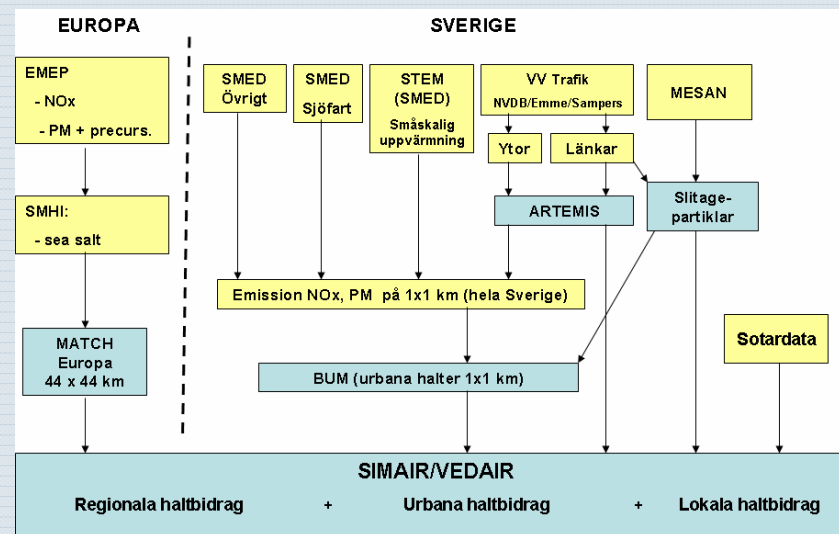 EUROPA
SVERIGE
EMEP
- NOx
- PM + precurs.
SMHI:
- sea salt
MATCH
Europa
44 x 44 km
SMED
Övrigt
SMED
Sjöfart
STEM
(SMED)
Småskalig
uppvärmning
VV Trafik
NVDB/Emme/Sampers
Ytor
Länkar
MESAN
ARTEMIS
Slitage-
partiklar
Emission NOx, PM på 1x1 km (hela Sverige)
BUM (urbana halter 1x1 km)
Sotardata
SIMAIR/VEDAIR
Regionala haltbidrag + Urbana haltbidrag + Lokala haltbidrag